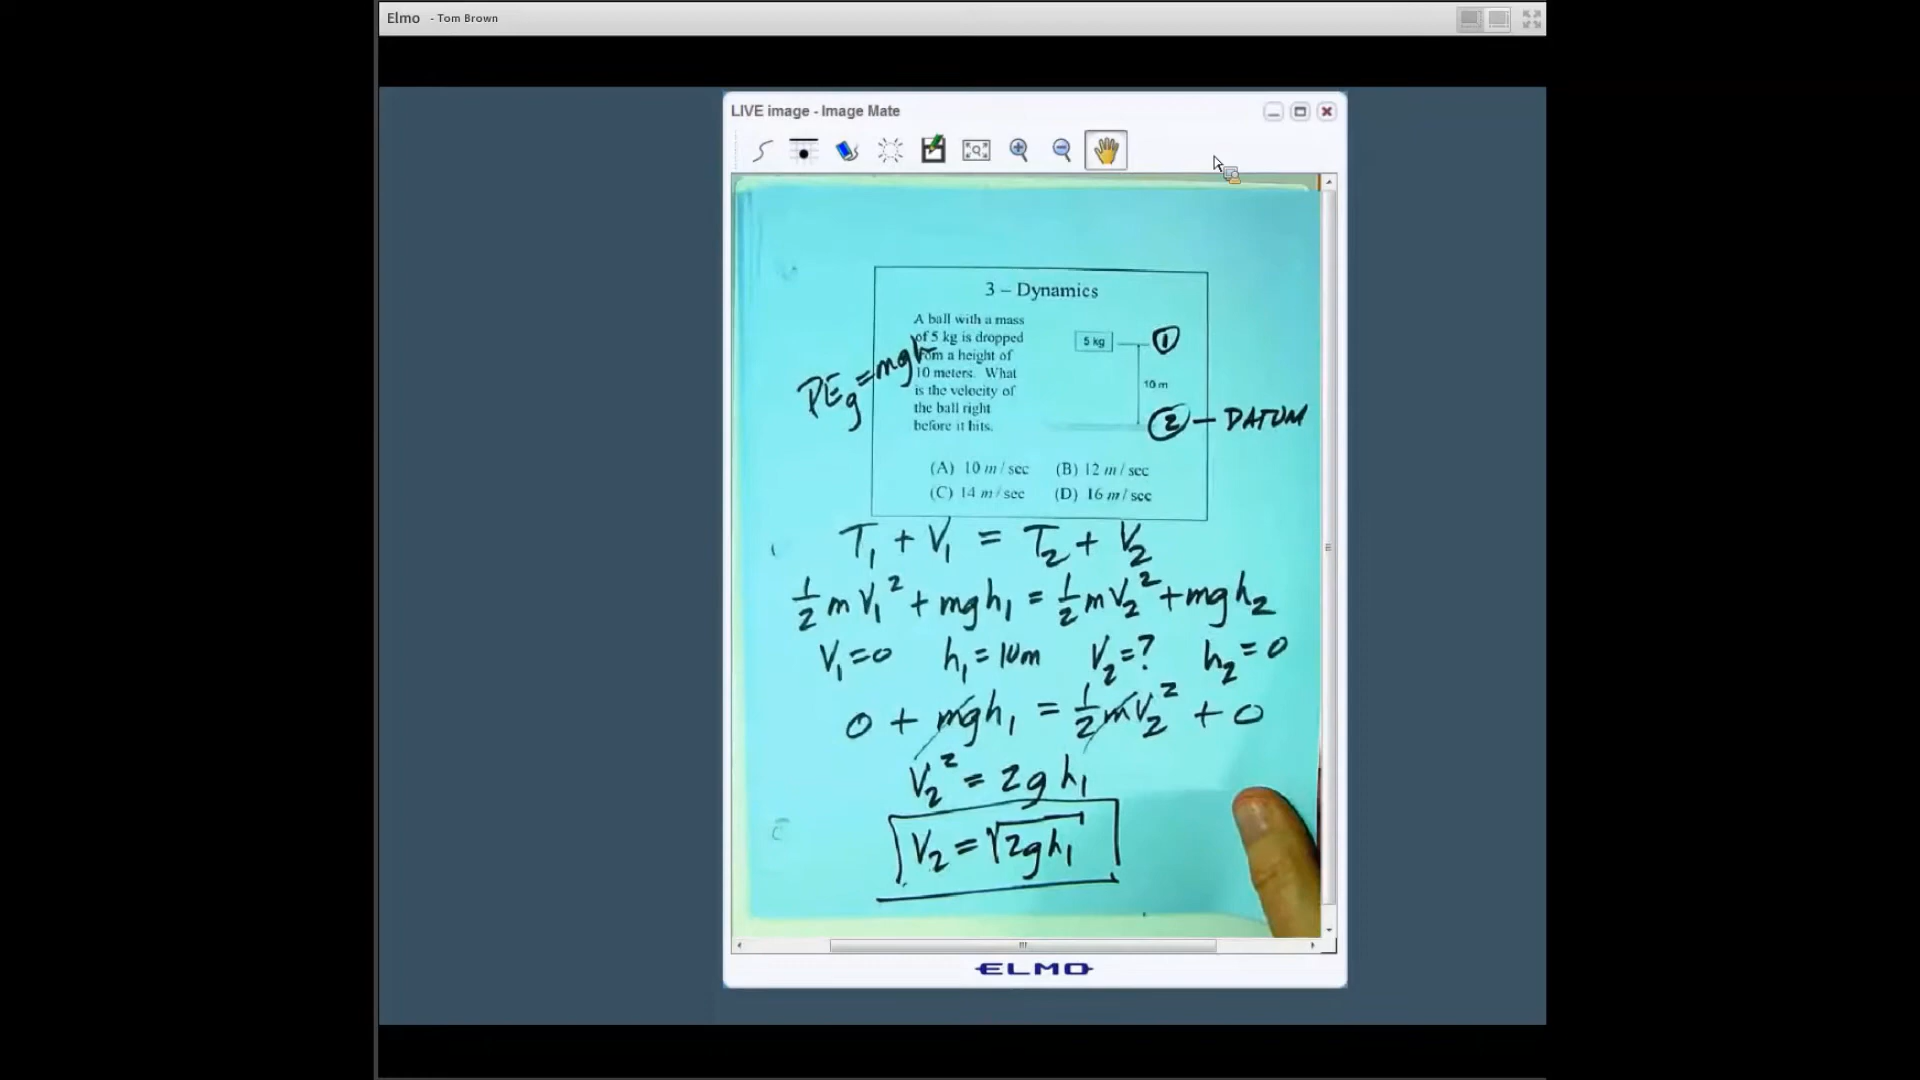 Elmo - Tom Brown
LIVE image - Image Mate
3 – Dynamics
A ball with a mass
of 5 kg is dropped
from a height of
10 meters. What
is the velocity of
the ball right
before it hits.
PEg = mgh
5 kg
1
10 m
2 — DATUM
(A) 10 m/sec (B) 12 m/sec
(C) 14 m/sec (D) 16 m/sec
T₁ + V₁ = T₂ + V₂
½ m V₁² + mgh₁ = ½ m V₂² + mgh₂
V₁ = 0 h₁ = 10m V₂ = ? h₂ = 0
0 + mgh₁ = ½ m V₂² + 0
V₂² = 2gh₁
V₂ = √2gh₁
ELMO